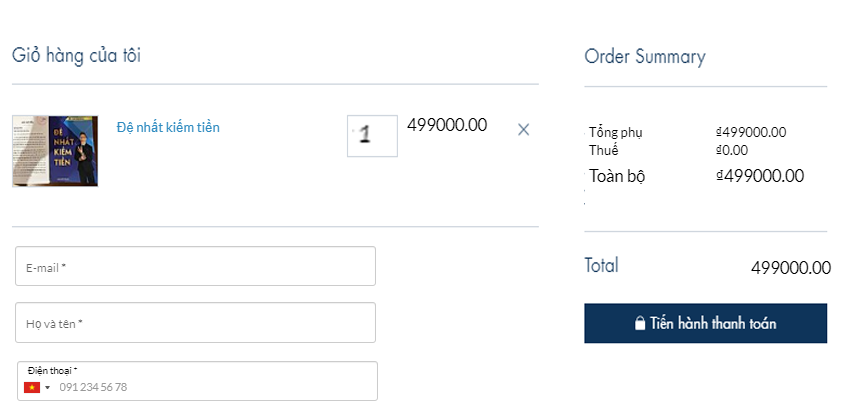 Giỏ hàng của tôi
ĐỆ
NHẤT
KIẾM
TIỀN
Đệ nhất kiếm tiền
1
499000.00
E-mail *
Họ và tên *
Điện thoại *
091 234 56 78
Order Summary
Tổng phụ ₫499000.00
Thuế ₫0.00
Toàn bộ ₫499000.00
Total 499000.00
Tiến hành thanh toán